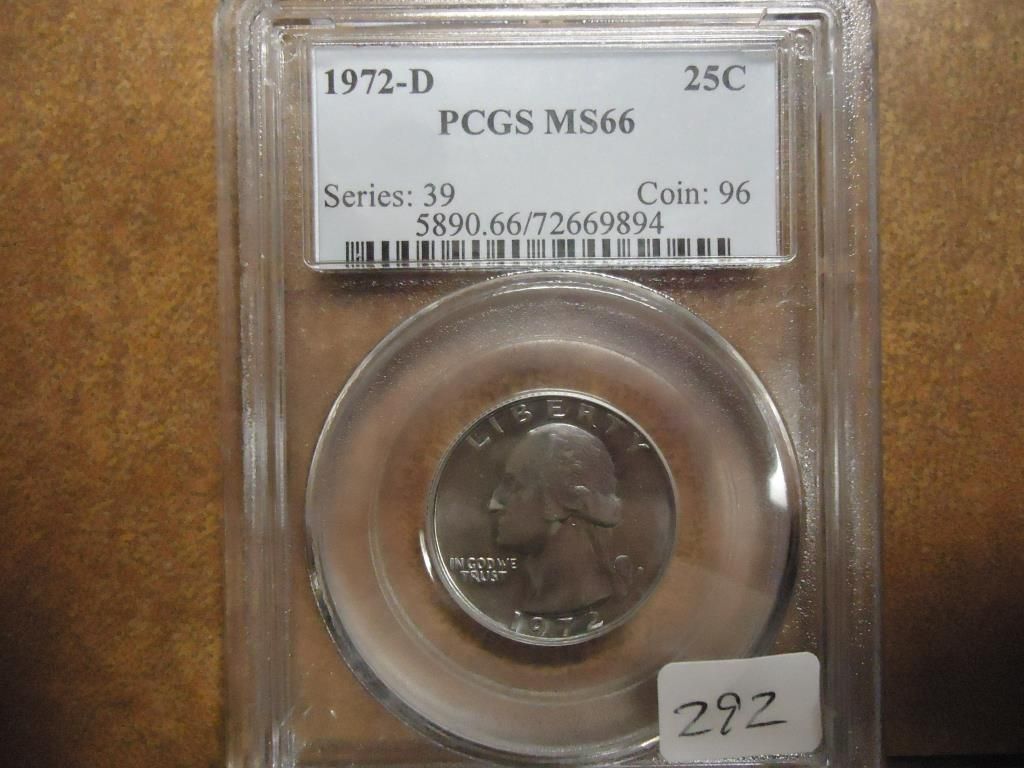 1972-D 25C
PCGS MS66
Series: 39 Coin: 96
5890.66/72669894
LIBERTY
IN GOD WE
TRUST
1972
292